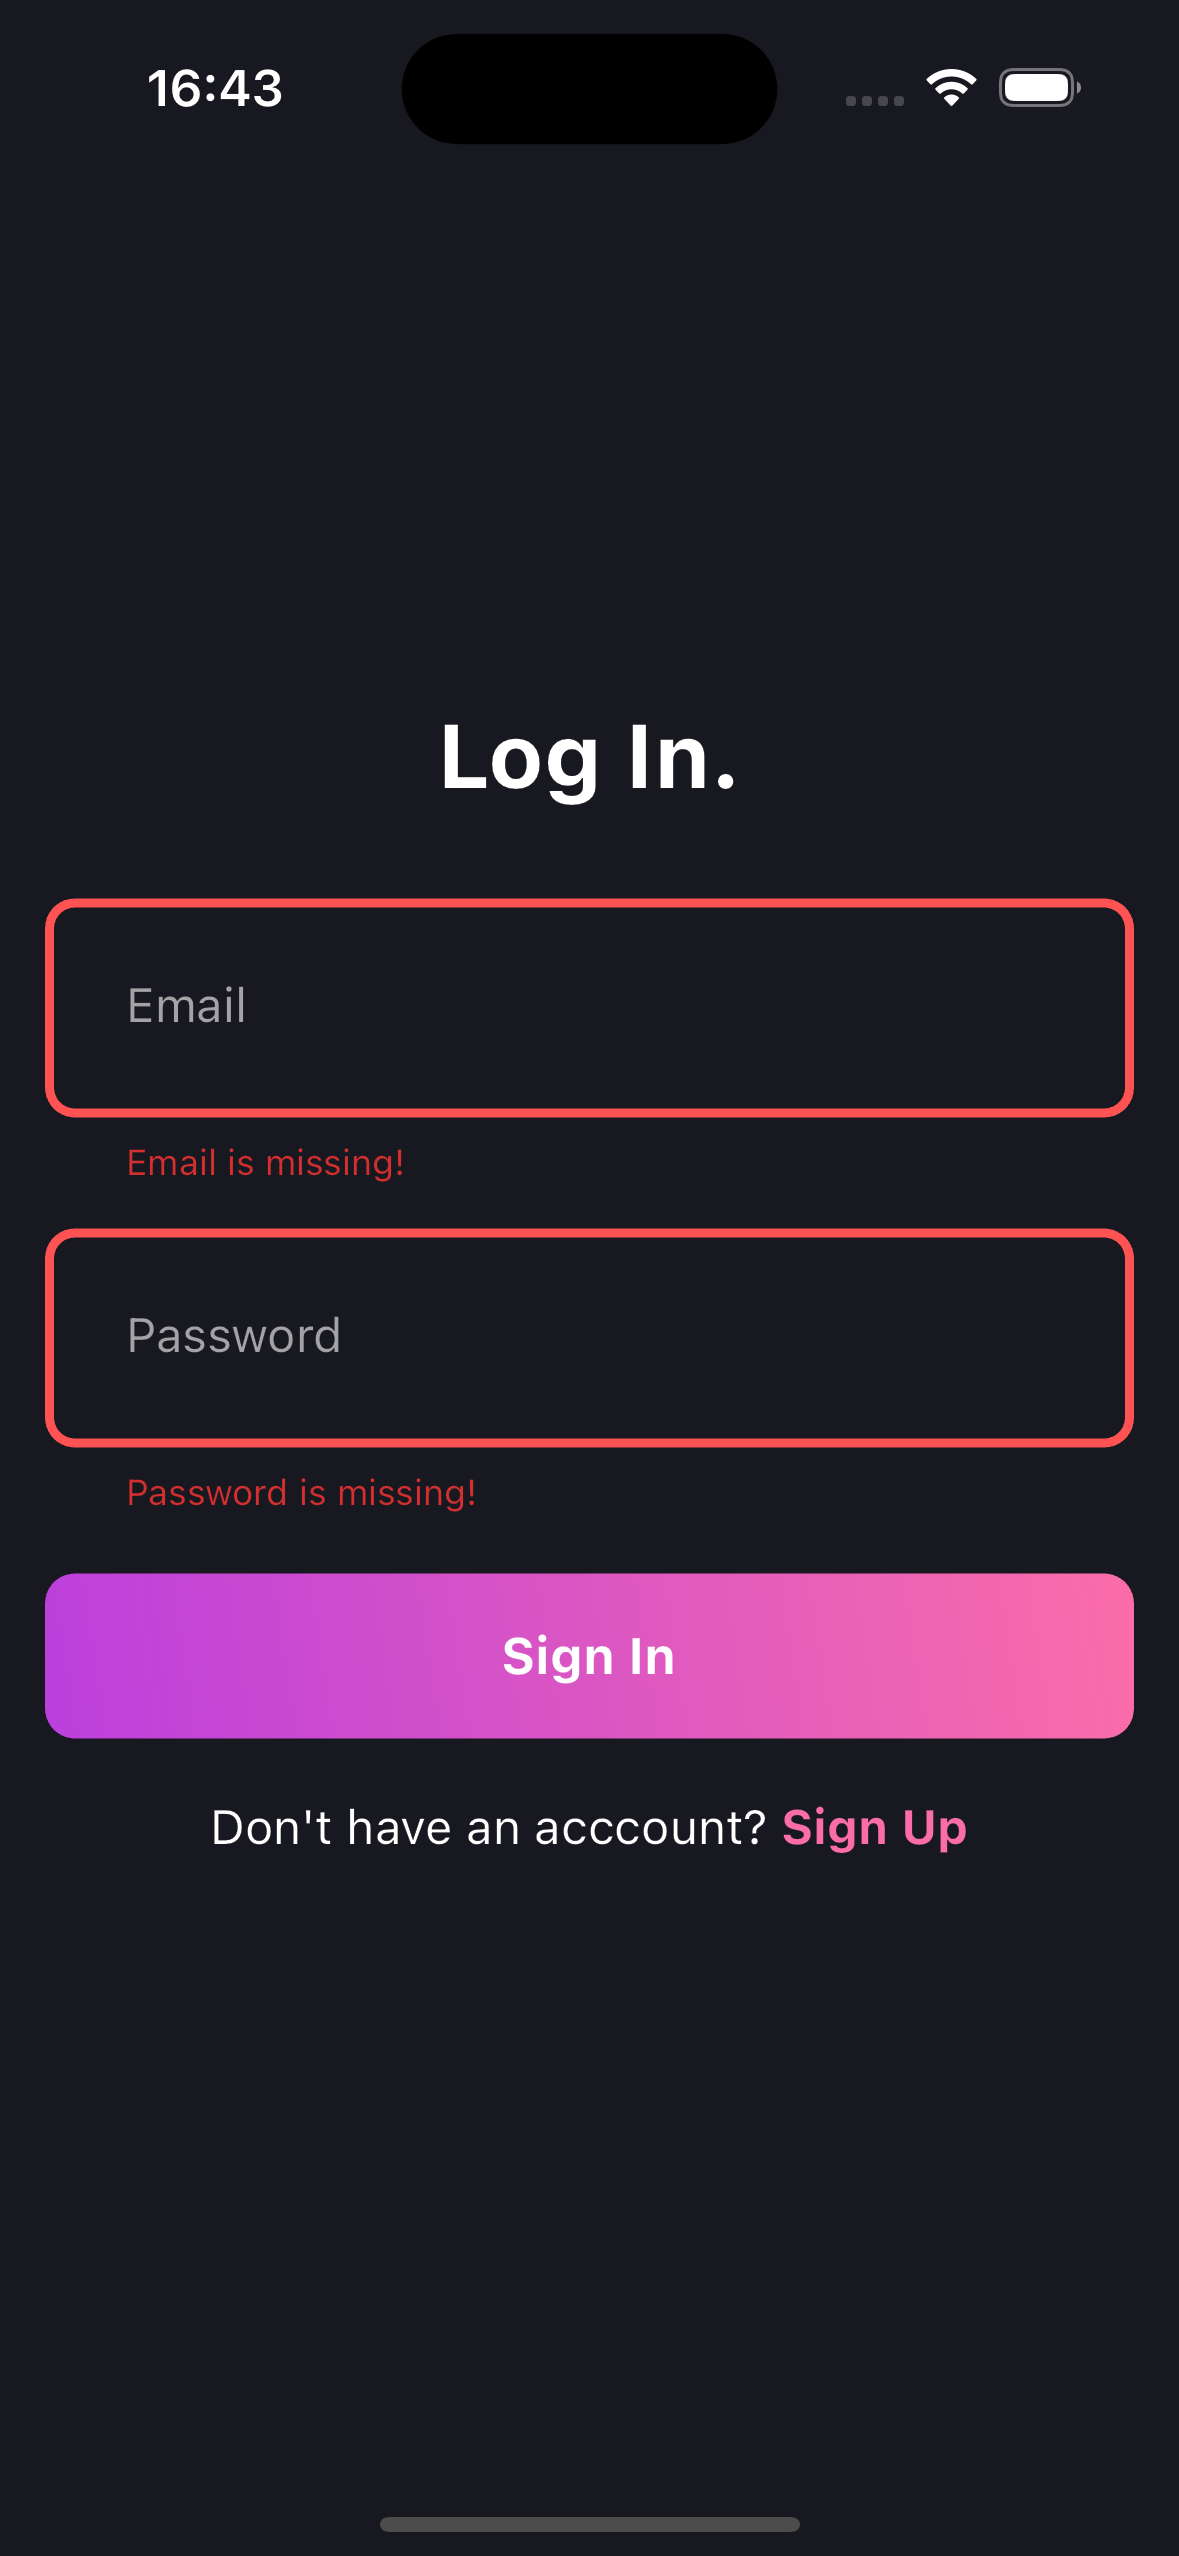 16:43
Log In.
Email
Email is missing!
Password
Password is missing!
Sign In
Don't have an acccount? Sign Up